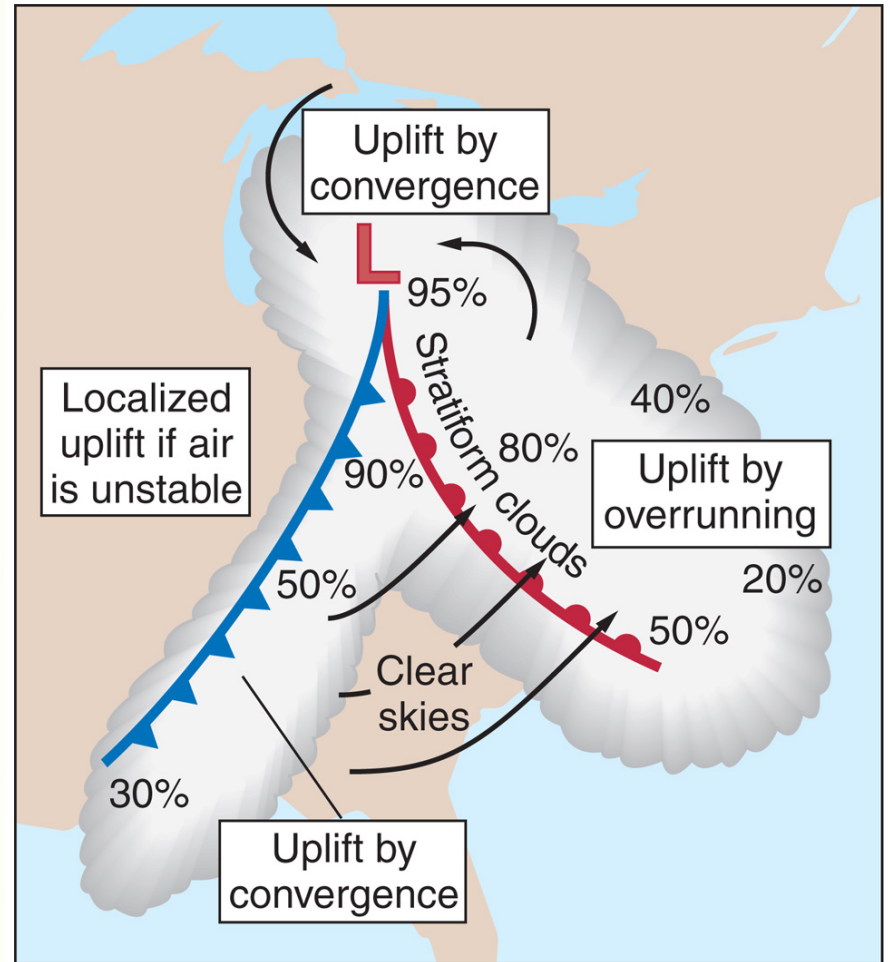 Uplift by
convergence
L
95%
Stratiform clouds
40%
Localized
uplift if air
is unstable
80%
90%
Uplift by
overrunning
50%
20%
50%
Clear
skies
30%
Uplift by
convergence